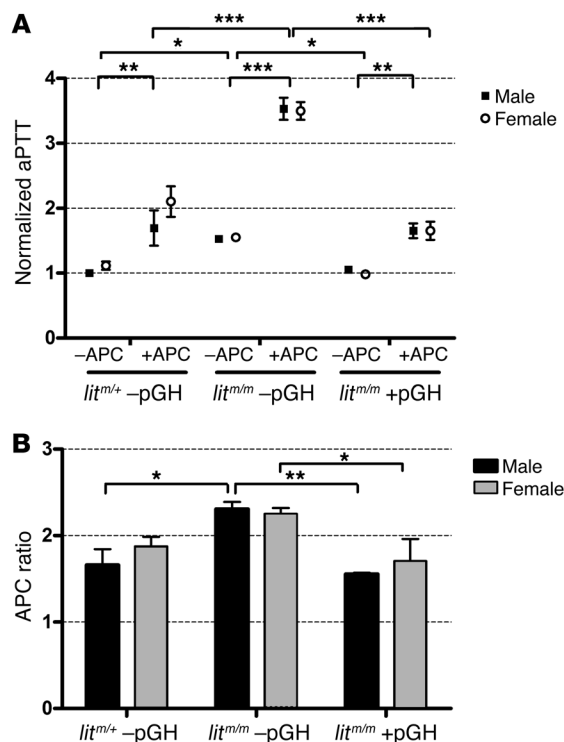 A
***
***
*
*
**
***
**
Normalized aPTT
4
3
2
1
0
Male
Female
–APC +APC –APC +APC –APC +APC
lit^m/+ –pGH lit^m/m –pGH lit^m/m +pGH
B
*
*
**
APC ratio
3
2
1
0
Male
Female
lit^m/+ –pGH lit^m/m –pGH lit^m/m +pGH